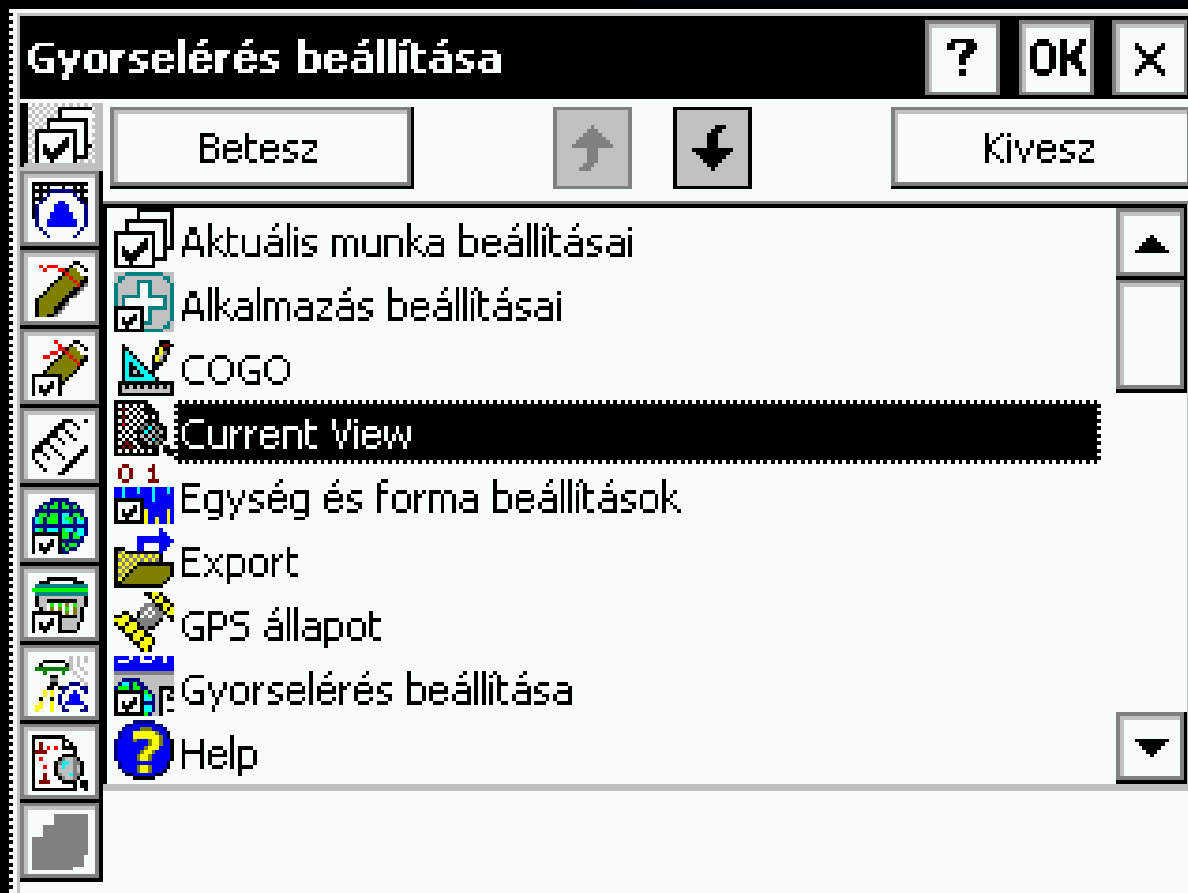 Gyorselérés beállítása ? OK ×
Betesz Kivesz
Aktuális munka beállításai
Alkalmazás beállításai
COGO
Current View
0 1
Egység és forma beállítások
Export
GPS állapot
Gyorselérés beállítása
? Help